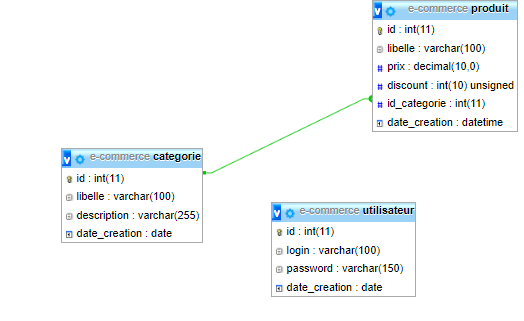 e-commerce produit
id : int(11)
libelle : varchar(100)
prix : decimal(10,0)
discount : int(10) unsigned
id_categorie : int(11)
date_creation : datetime
e-commerce categorie
id : int(11)
libelle : varchar(100)
description : varchar(255)
date_creation : date
e-commerce utilisateur
id : int(11)
login : varchar(100)
password : varchar(150)
date_creation : date